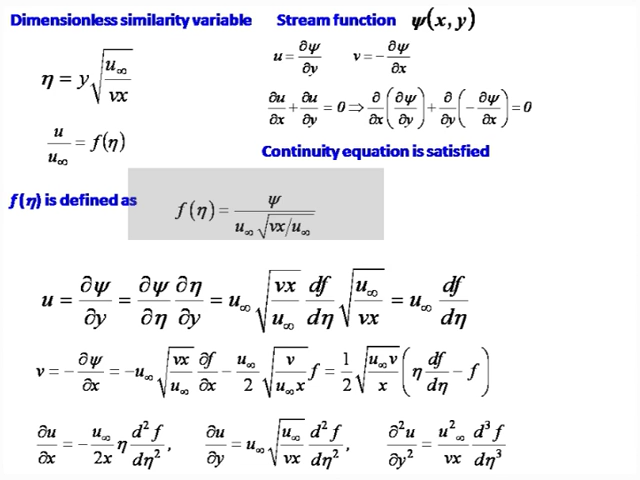 Dimensionless similarity variable    Stream function    ψ(x, y)
η = y √(u∞/νx)
u = ∂ψ/∂y    v = −∂ψ/∂x
∂u/∂x + ∂u/∂y = 0 ⇒ ∂/∂x (∂ψ/∂y) + ∂/∂y (−∂ψ/∂x) = 0
u/u∞ = f(η)
Continuity equation is satisfied
f(η) is defined as    f(η) = ψ / (u∞ √(νx/u∞))
u = ∂ψ/∂y = ∂ψ/∂η ∂η/∂y = u∞ √(νx/u∞) df/dη √(u∞/νx) = u∞ df/dη
v = −∂ψ/∂x = −u∞ √(νx/u∞) ∂f/∂x − u∞/2 √(ν/(u∞x)) f = 1/2 √(u∞ν/x) (η df/dη − f)
∂u/∂x = −u∞/2x η d²f/dη² ,    ∂u/∂y = u∞ √(u∞/νx) d²f/dη² ,    ∂²u/∂y² = u²∞/νx d³f/dη³